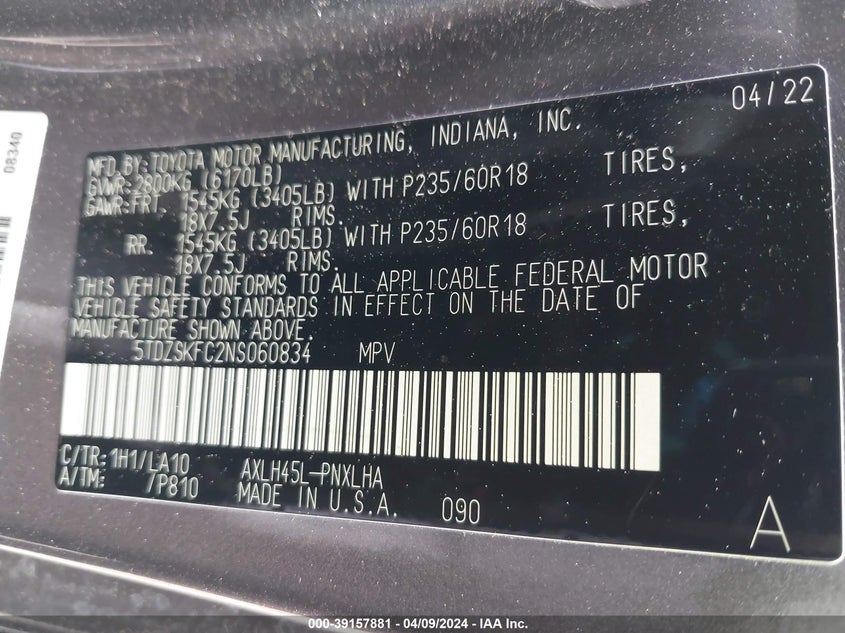 04/22
MFD. BY: TOYOTA MOTOR MANUFACTURING, INDIANA, INC.
GVWR: 2800KG (6170LB)
GAWR: FRT. 1545KG (3405LB) WITH P235/60R18 TIRES,
18X7.5J RIMS.
RR. 1545KG (3405LB) WITH P235/60R18 TIRES,
18X7.5J RIMS.
THIS VEHICLE CONFORMS TO ALL APPLICABLE FEDERAL MOTOR
VEHICLE SAFETY STANDARDS IN EFFECT ON THE DATE OF
MANUFACTURE SHOWN ABOVE.
5TDZSKFC2NS060834 MPV
C/TR: 1H1/LA10 AXLH45L-PNXLHA
A/TM: /P810 MADE IN U.S.A. 090
A
08340
000-39157881 - 04/09/2024 - IAA Inc.